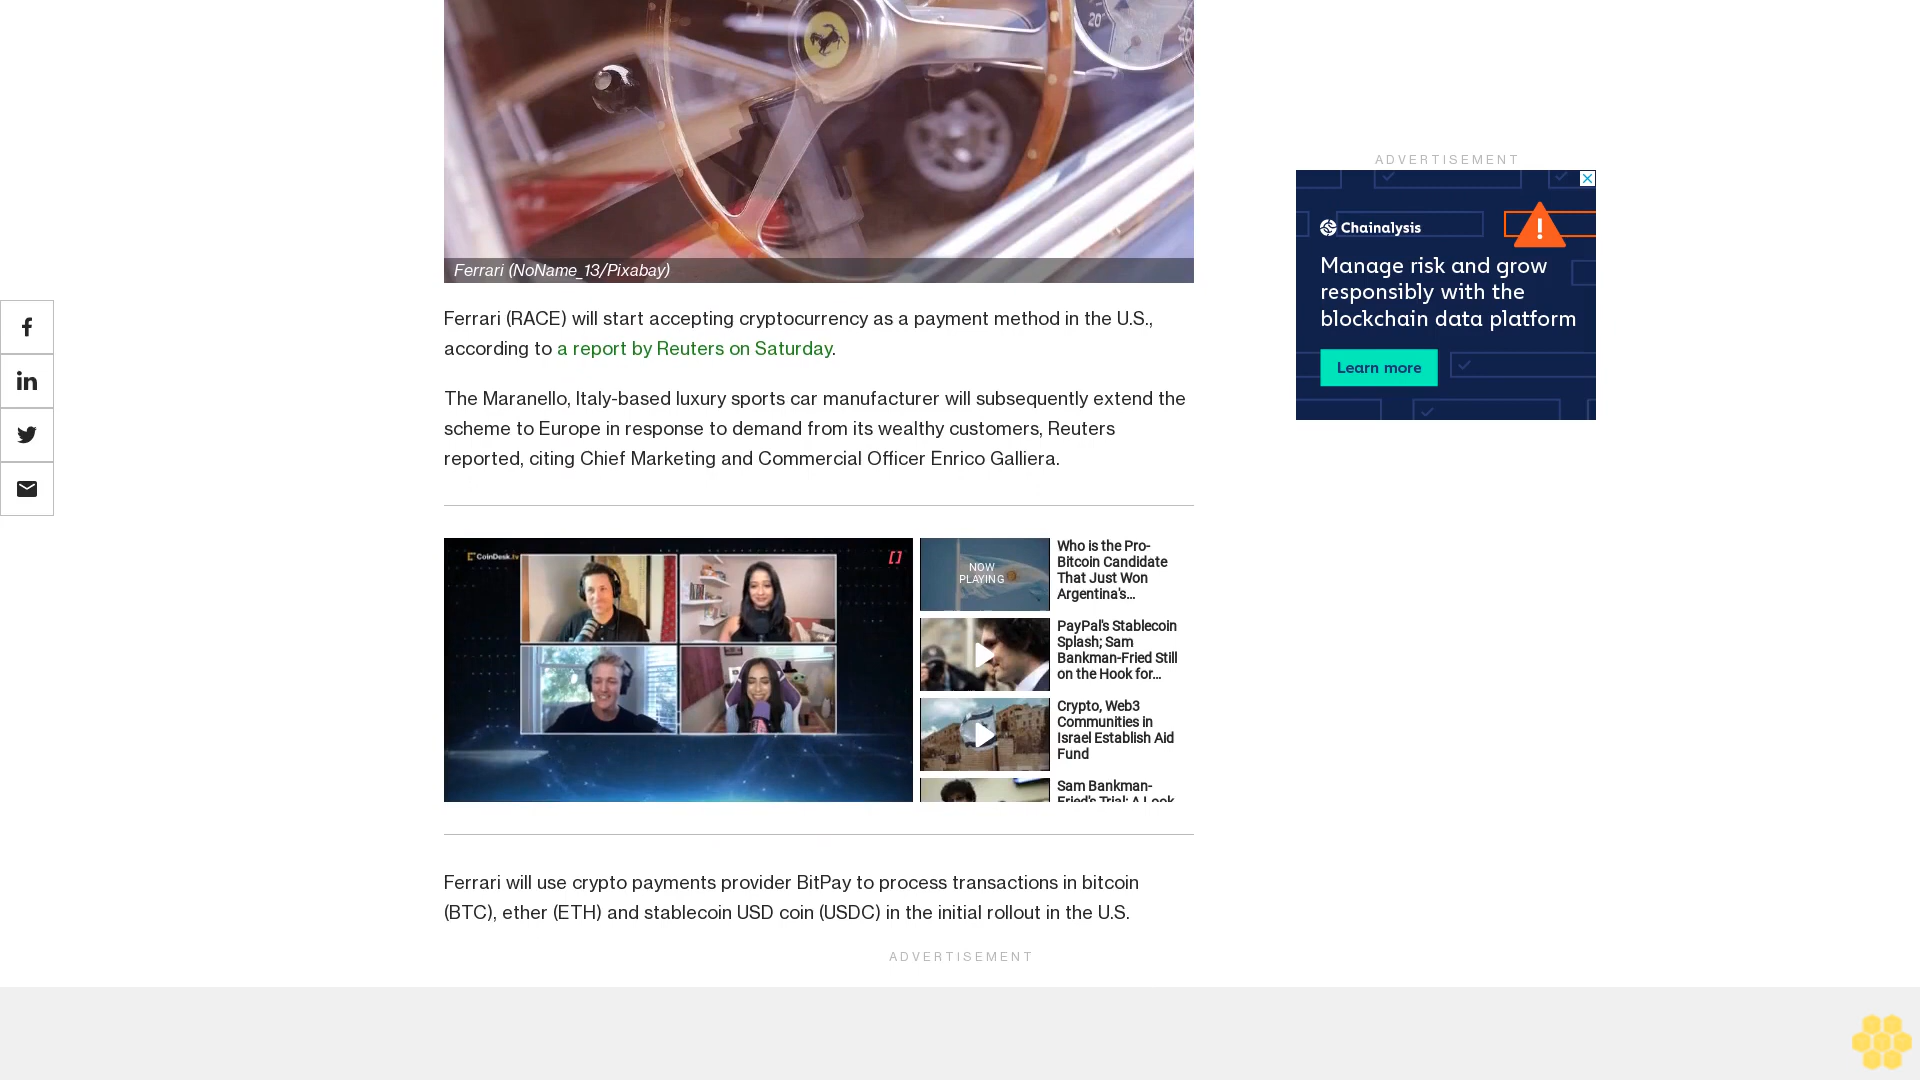 Ferrari (NoName_13/Pixabay)
Ferrari (RACE) will start accepting cryptocurrency as a payment method in the U.S.,
according to a report by Reuters on Saturday.
The Maranello, Italy-based luxury sports car manufacturer will subsequently extend the
scheme to Europe in response to demand from its wealthy customers, Reuters
reported, citing Chief Marketing and Commercial Officer Enrico Galliera.
CoinDesk.tv
NOW
PLAYING
Who is the Pro-
Bitcoin Candidate
That Just Won
Argentina's...
PayPal's Stablecoin
Splash; Sam
Bankman-Fried Still
on the Hook for...
Crypto, Web3
Communities in
Israel Establish Aid
Fund
Sam Bankman-
Fried's Trial: A Look
Ferrari will use crypto payments provider BitPay to process transactions in bitcoin
(BTC), ether (ETH) and stablecoin USD coin (USDC) in the initial rollout in the U.S.
ADVERTISEMENT
ADVERTISEMENT
Chainalysis
Manage risk and grow
responsibly with the
blockchain data platform
Learn more